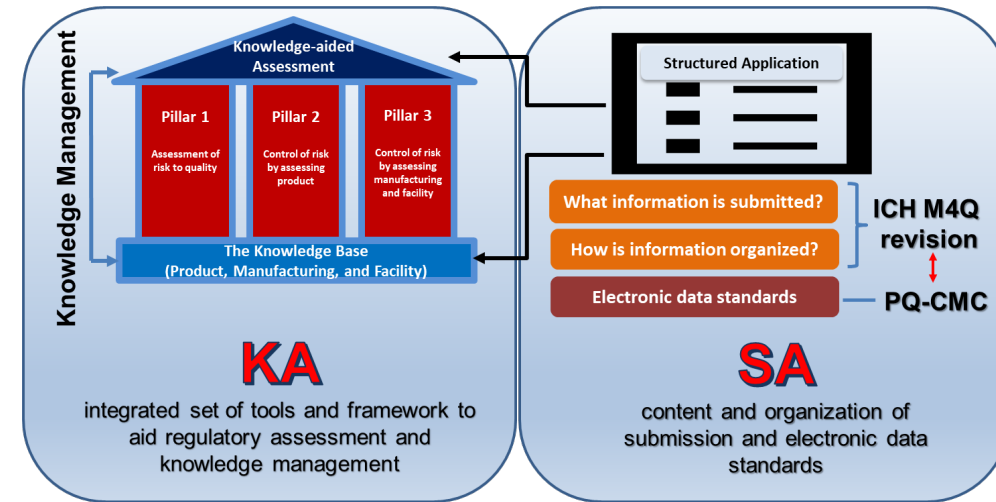 Knowledge Management
Knowledge-aided
Assessment
Pillar 1
Assessment of
risk to quality
Pillar 2
Control of risk
by assessing
product
Pillar 3
Control of risk
by assessing
manufacturing
and facility
The Knowledge Base
(Product, Manufacturing, and Facility)
KA
integrated set of tools and framework to
aid regulatory assessment and
knowledge management
Structured Application
What information is submitted?
How is information organized?
ICH M4Q
revision
Electronic data standards
PQ-CMC
SA
content and organization of
submission and electronic data
standards